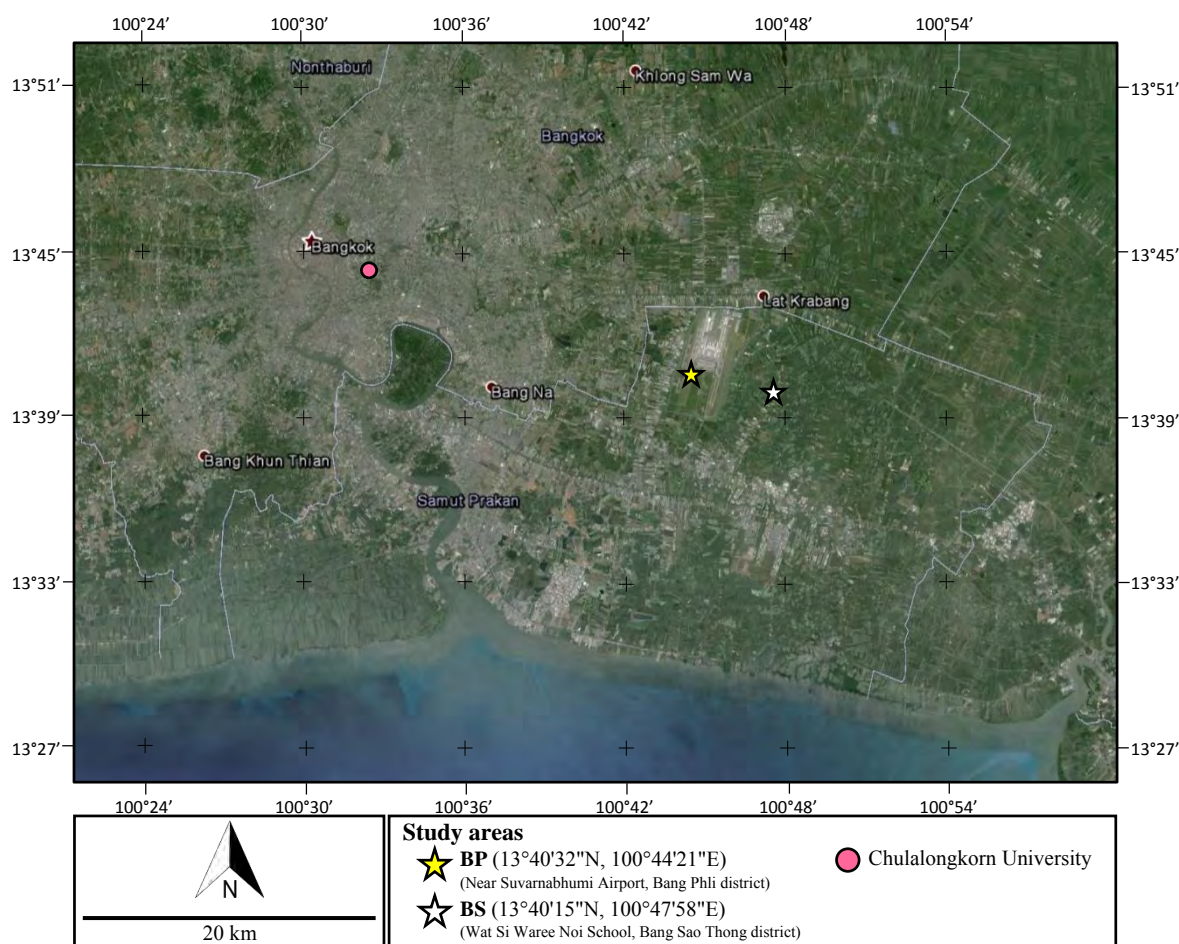 100°24′ 100°30′ 100°36′ 100°42′ 100°48′ 100°54′
Nonthaburi
Khlong Sam Wa
13°51′ 13°51′
Bangkok
Bangkok
13°45′ 13°45′
Lat Krabang
Bang Na
13°39′ 13°39′
Bang Khun Thian
Samut Prakan
13°33′ 13°33′
13°27′ 13°27′
100°24′ 100°30′ 100°36′ 100°42′ 100°48′ 100°54′
N
20 km
Study areas
BP (13°40'32"N, 100°44'21"E)
(Near Suvarnabhumi Airport, Bang Phli district)
BS (13°40'15"N, 100°47'58"E)
(Wat Si Waree Noi School, Bang Sao Thong district)
Chulalongkorn University